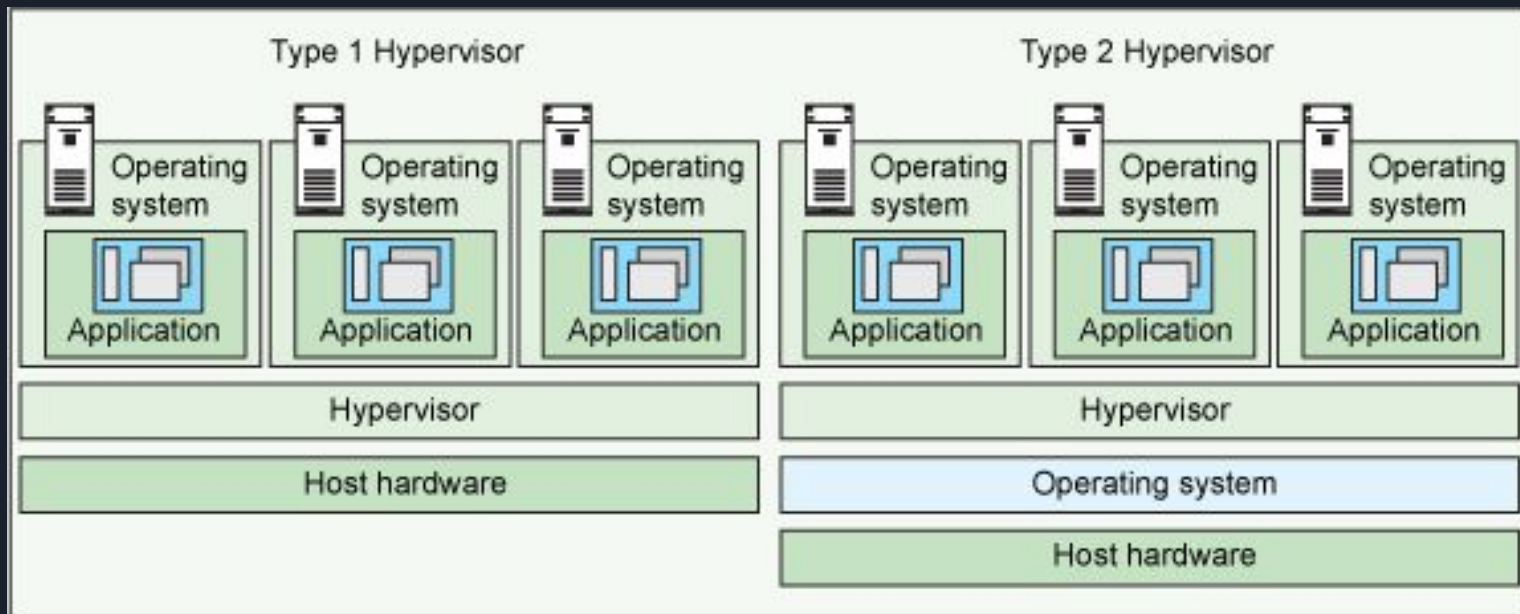 Type 1 Hypervisor
Operating
system
Application
Operating
system
Application
Operating
system
Application
Hypervisor
Host hardware
Type 2 Hypervisor
Operating
system
Application
Operating
system
Application
Operating
system
Application
Hypervisor
Operating system
Host hardware